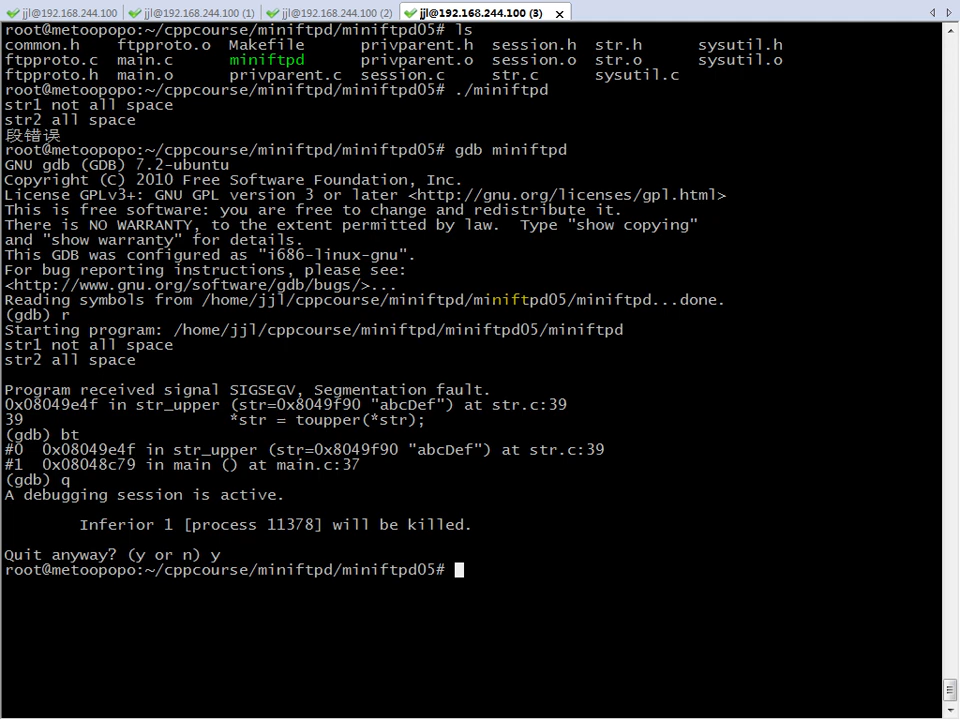 jjl@192.168.244.100 jjl@192.168.244.100 (1) jjl@192.168.244.100 (2) jjl@192.168.244.100 (3)
root@metoopopo:~/cppcourse/miniftpd/miniftpd05# ls
common.h    ftpproto.o  Makefile      privparent.h  session.h  str.h      sysutil.h
ftpproto.c  main.c      miniftpd      privparent.o  session.o  str.o      sysutil.o
ftpproto.h  main.o      privparent.c  session.c     str.c      sysutil.c
root@metoopopo:~/cppcourse/miniftpd/miniftpd05# ./miniftpd
str1 not all space
str2 all space
段错误
root@metoopopo:~/cppcourse/miniftpd/miniftpd05# gdb miniftpd
GNU gdb (GDB) 7.2-ubuntu
Copyright (C) 2010 Free Software Foundation, Inc.
License GPLv3+: GNU GPL version 3 or later <http://gnu.org/licenses/gpl.html>
This is free software: you are free to change and redistribute it.
There is NO WARRANTY, to the extent permitted by law.  Type "show copying"
and "show warranty" for details.
This GDB was configured as "i686-linux-gnu".
For bug reporting instructions, please see:
<http://www.gnu.org/software/gdb/bugs/>...
Reading symbols from /home/jjl/cppcourse/miniftpd/miniftpd05/miniftpd...done.
(gdb) r
Starting program: /home/jjl/cppcourse/miniftpd/miniftpd05/miniftpd
str1 not all space
str2 all space
Program received signal SIGSEGV, Segmentation fault.
0x08049e4f in str_upper (str=0x8049f90 "abcDef") at str.c:39
39                      *str = toupper(*str);
(gdb) bt
#0  0x08049e4f in str_upper (str=0x8049f90 "abcDef") at str.c:39
#1  0x08048c79 in main () at main.c:37
(gdb) q
A debugging session is active.
Inferior 1 [process 11378] will be killed.
Quit anyway? (y or n) y
root@metoopopo:~/cppcourse/miniftpd/miniftpd05#